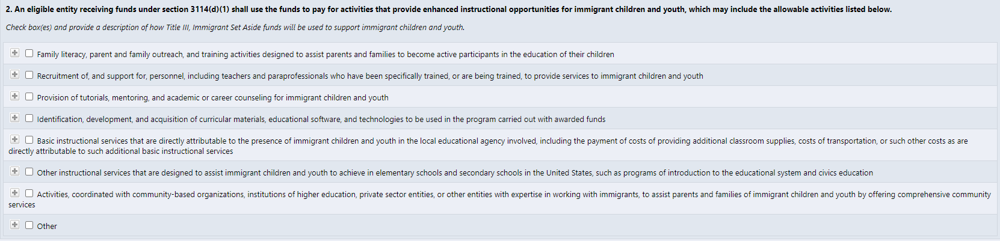 2. An eligible entity receiving funds under section 3114(d)(1) shall use the funds to pay for activities that provide enhanced instructional opportunities for immigrant children and youth, which may include the allowable activities listed below.
Check box(es) and provide a description of how Title III, Immigrant Set Aside funds will be used to support immigrant children and youth.
Family literacy, parent and family outreach, and training activities designed to assist parents and families to become active participants in the education of their children
Recruitment of, and support for, personnel, including teachers and paraprofessionals who have been specifically trained, or are being trained, to provide services to immigrant children and youth
Provision of tutorials, mentoring, and academic or career counseling for immigrant children and youth
Identification, development, and acquisition of curricular materials, educational software, and technologies to be used in the program carried out with awarded funds
Basic instructional services that are directly attributable to the presence of immigrant children and youth in the local educational agency involved, including the payment of costs of providing additional classroom supplies, costs of transportation, or such other costs as are
directly attributable to such additional basic instructional services
Other instructional services that are designed to assist immigrant children and youth to achieve in elementary schools and secondary schools in the United States, such as programs of introduction to the educational system and civics education
Activities, coordinated with community-based organizations, institutions of higher education, private sector entities, or other entities with expertise in working with immigrants, to assist parents and families of immigrant children and youth by offering comprehensive community
services
Other